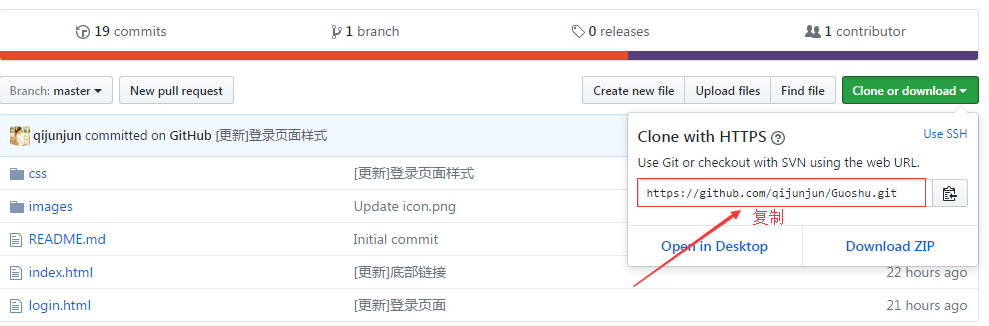 19 commits
1 branch
0 releases
1 contributor
Branch: master
New pull request
Create new file
Upload files
Find file
Clone or download
qijunjun committed on GitHub [更新]登录页面样式
Clone with HTTPS
Use SSH
Use Git or checkout with SVN using the web URL.
https://github.com/qijunjun/Guoshu.git
复制
Open in Desktop
Download ZIP
css [更新]登录页面样式
images Update icon.png
README.md Initial commit
index.html [更新]底部链接 22 hours ago
login.html [更新]登录页面 21 hours ago